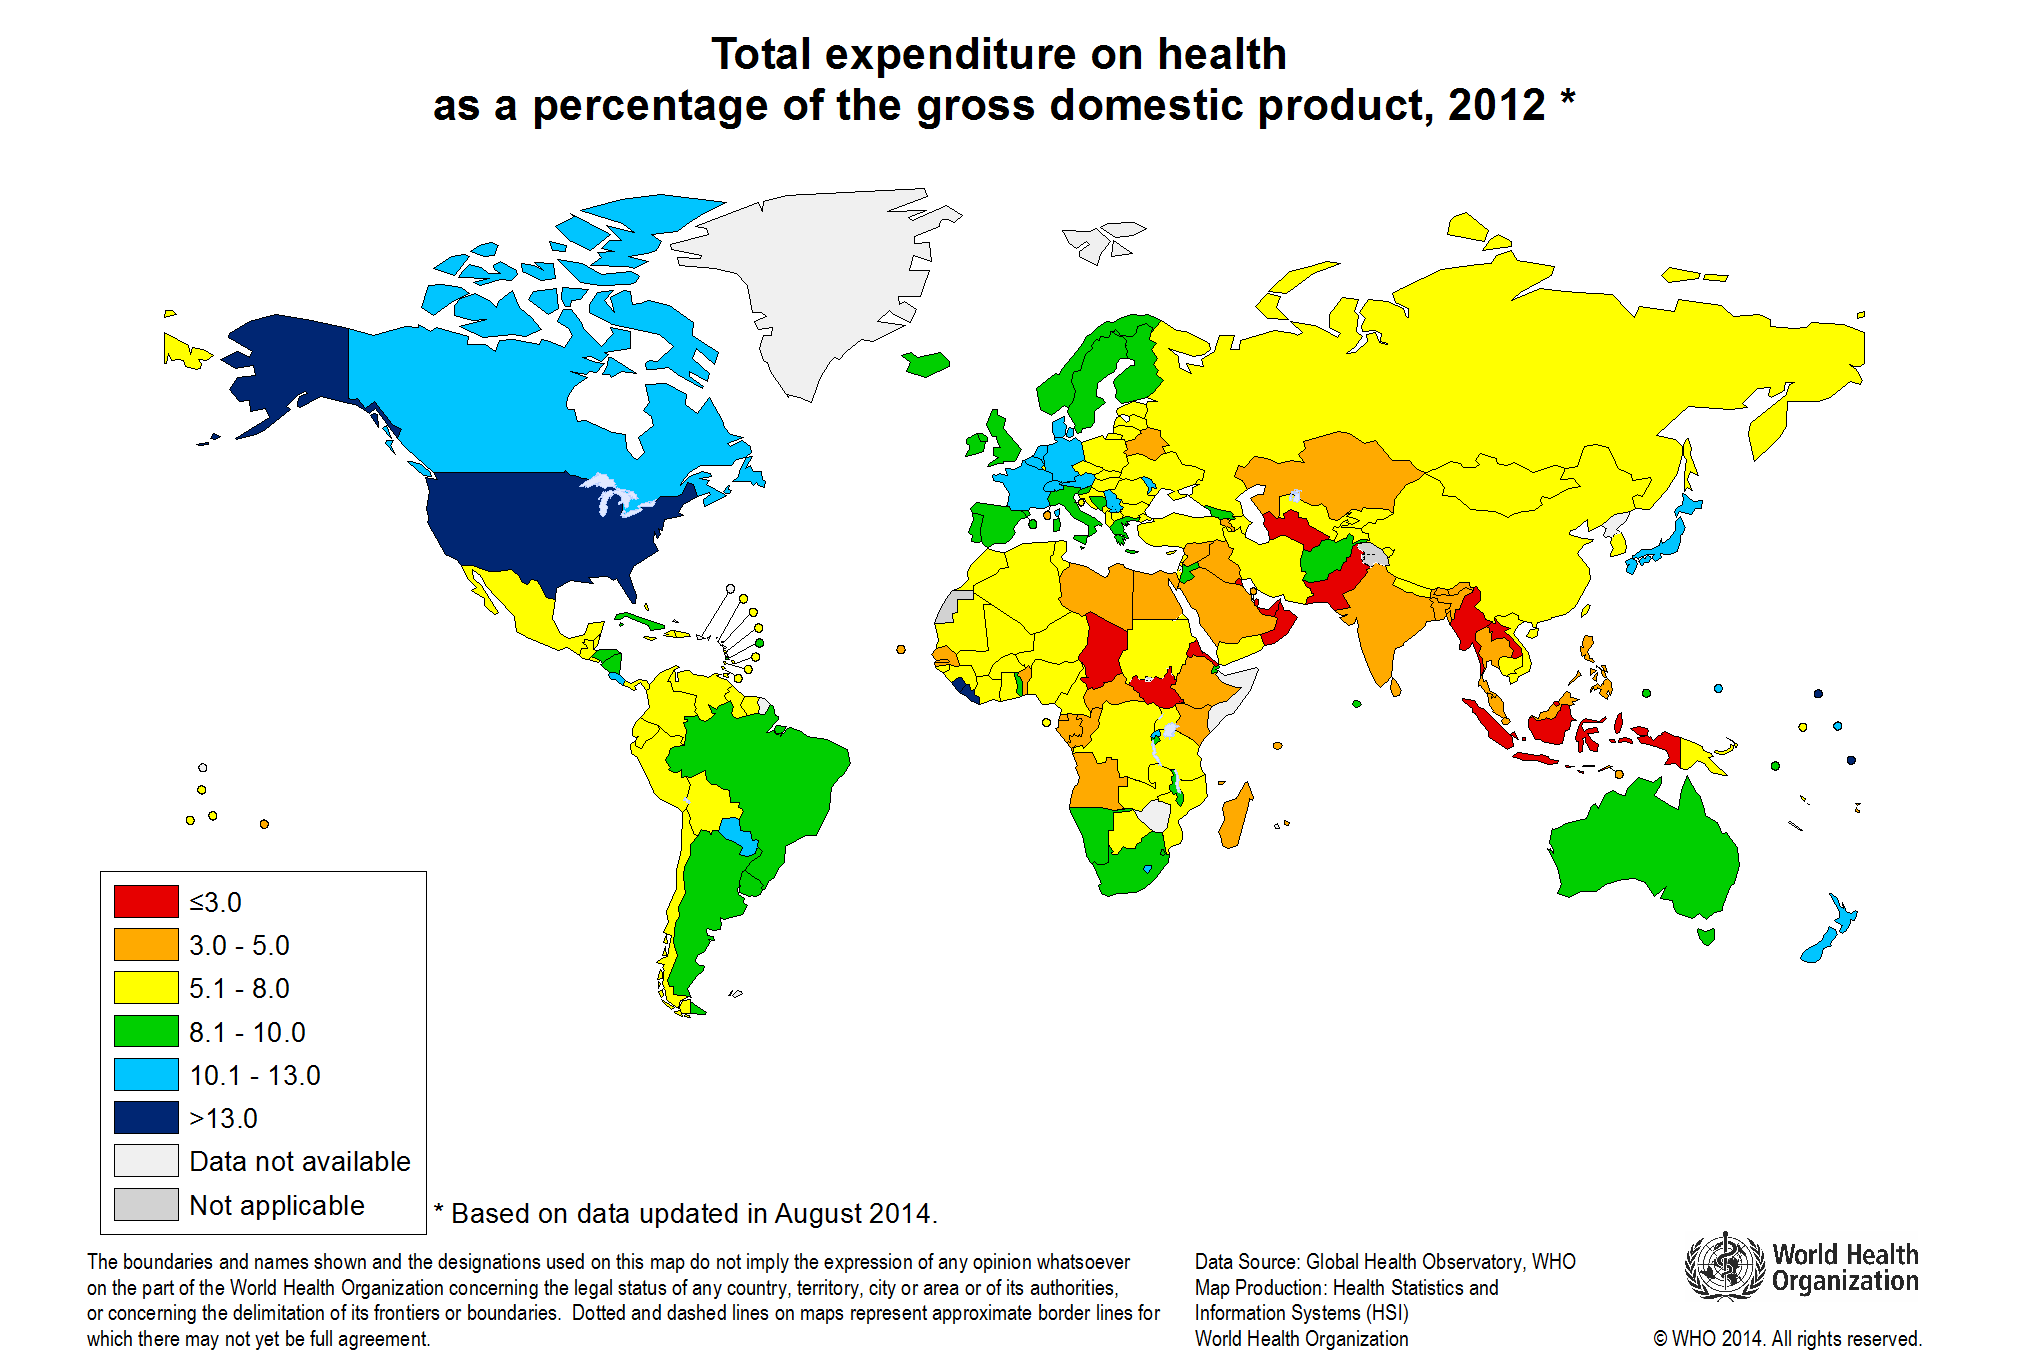 Total expenditure on health
as a percentage of the gross domestic product, 2012 *
≤3.0
3.0 - 5.0
5.1 - 8.0
8.1 - 10.0
10.1 - 13.0
>13.0
Data not available
Not applicable
* Based on data updated in August 2014.
The boundaries and names shown and the designations used on this map do not imply the expression of any opinion whatsoever
on the part of the World Health Organization concerning the legal status of any country, territory, city or area or of its authorities,
or concerning the delimitation of its frontiers or boundaries. Dotted and dashed lines on maps represent approximate border lines for
which there may not yet be full agreement.
Data Source: Global Health Observatory, WHO
Map Production: Health Statistics and
Information Systems (HSI)
World Health Organization
World Health
Organization
© WHO 2014. All rights reserved.